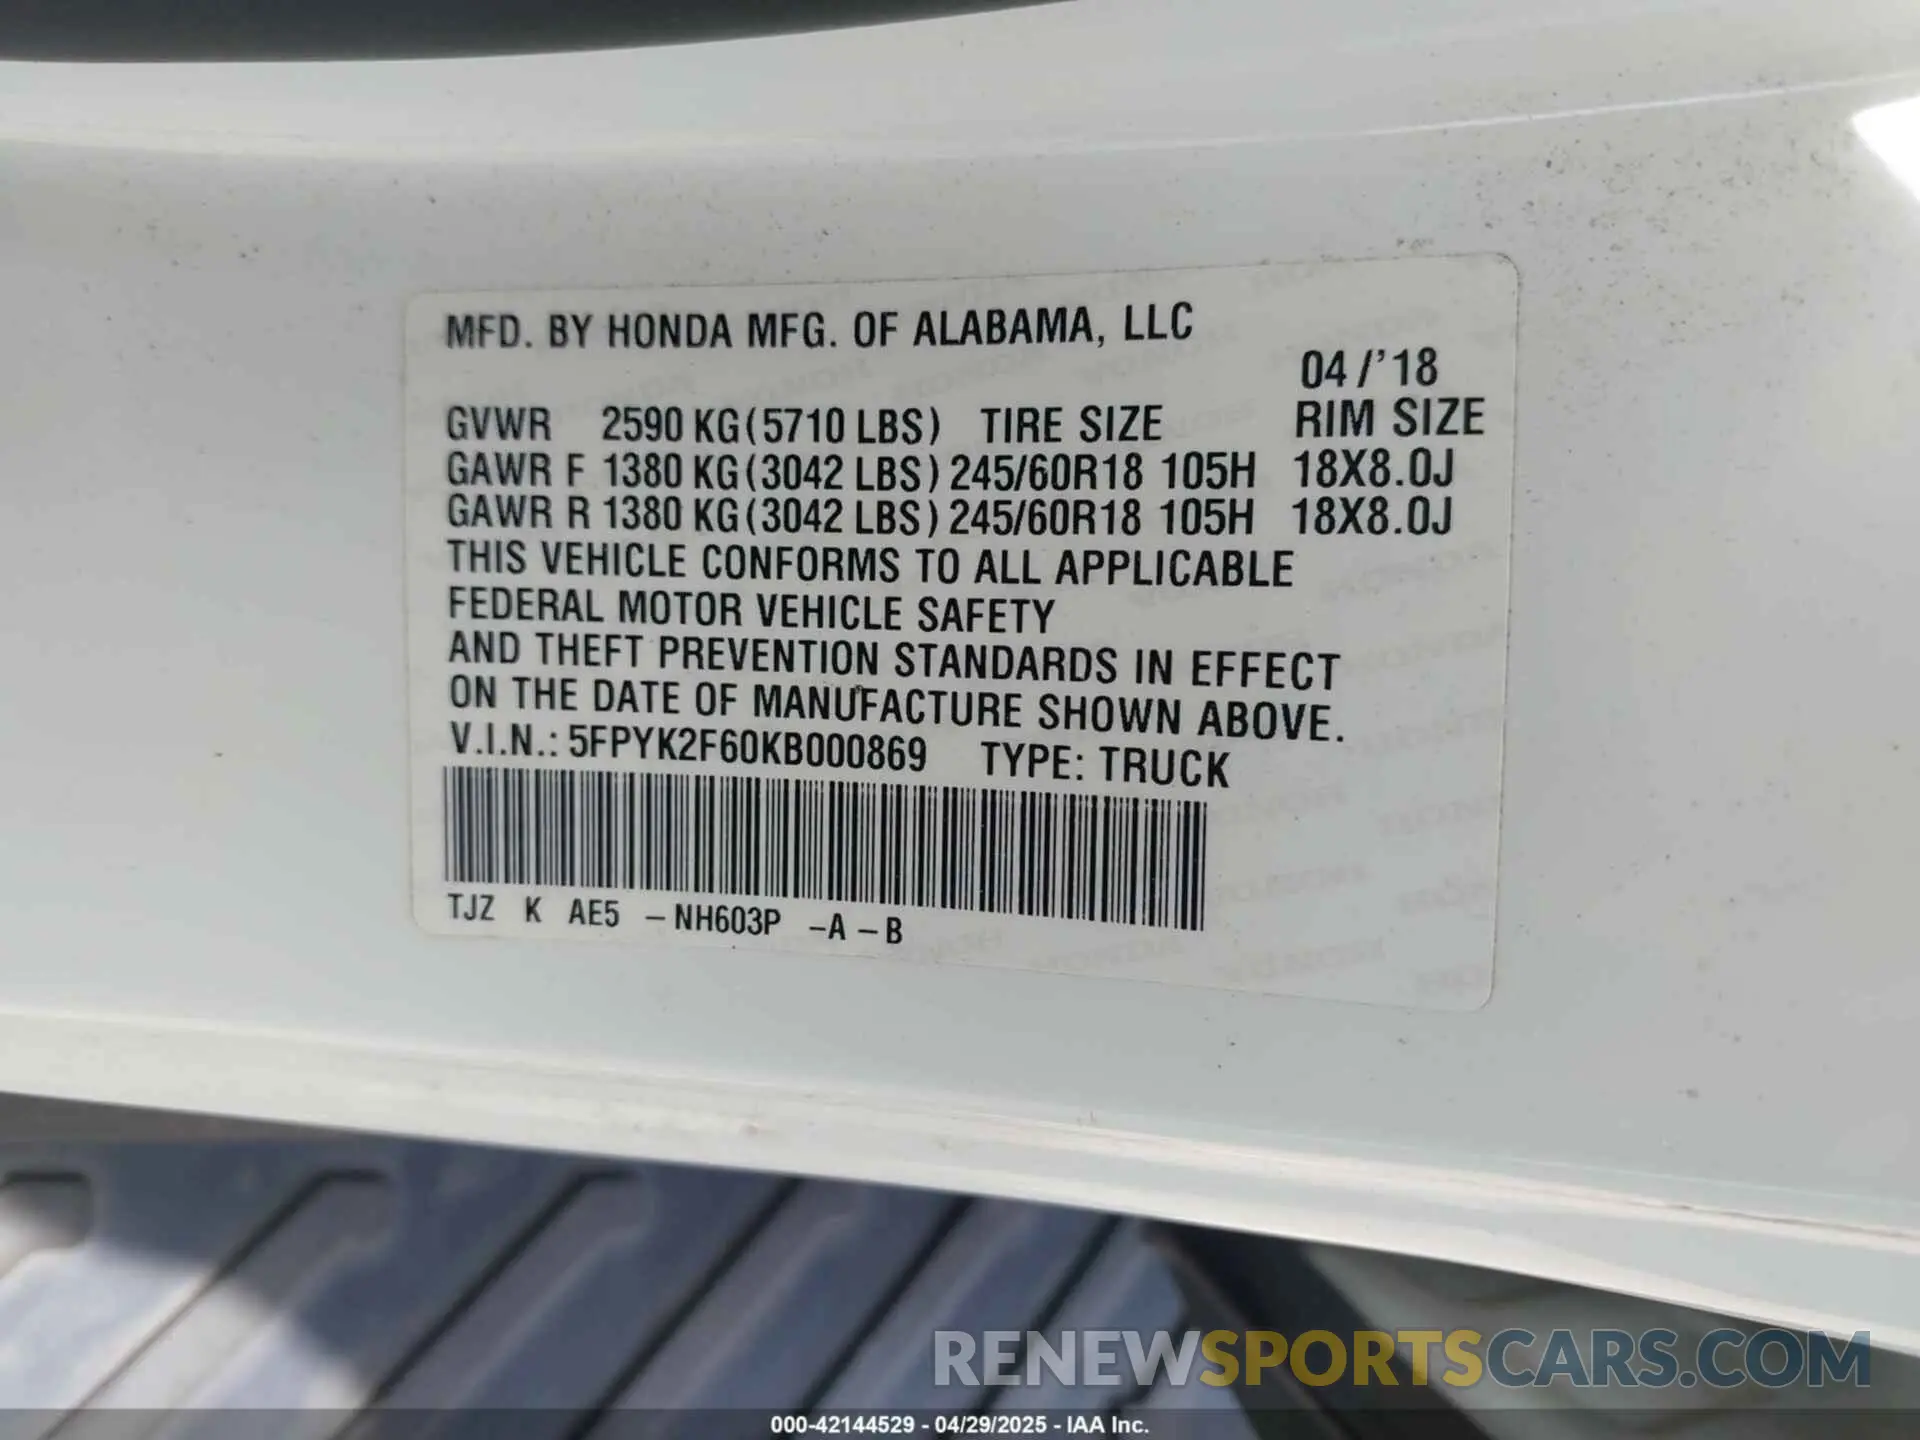 MFD. BY HONDA MFG. OF ALABAMA, LLC
04 /'18
GVWR 2590 KG (5710 LBS) TIRE SIZE RIM SIZE
GAWR F 1380 KG (3042 LBS) 245/60R18 105H 18X8.0J
GAWR R 1380 KG (3042 LBS) 245/60R18 105H 18X8.0J
THIS VEHICLE CONFORMS TO ALL APPLICABLE
FEDERAL MOTOR VEHICLE SAFETY
AND THEFT PREVENTION STANDARDS IN EFFECT
ON THE DATE OF MANUFACTURE SHOWN ABOVE.
V.I.N.: 5FPYK2F60KB000869 TYPE: TRUCK
TJZ K AE5 - NH603P - A - B
RENEWSPORTSCARS.COM
000-42144529 - 04/29/2025 - IAA Inc.